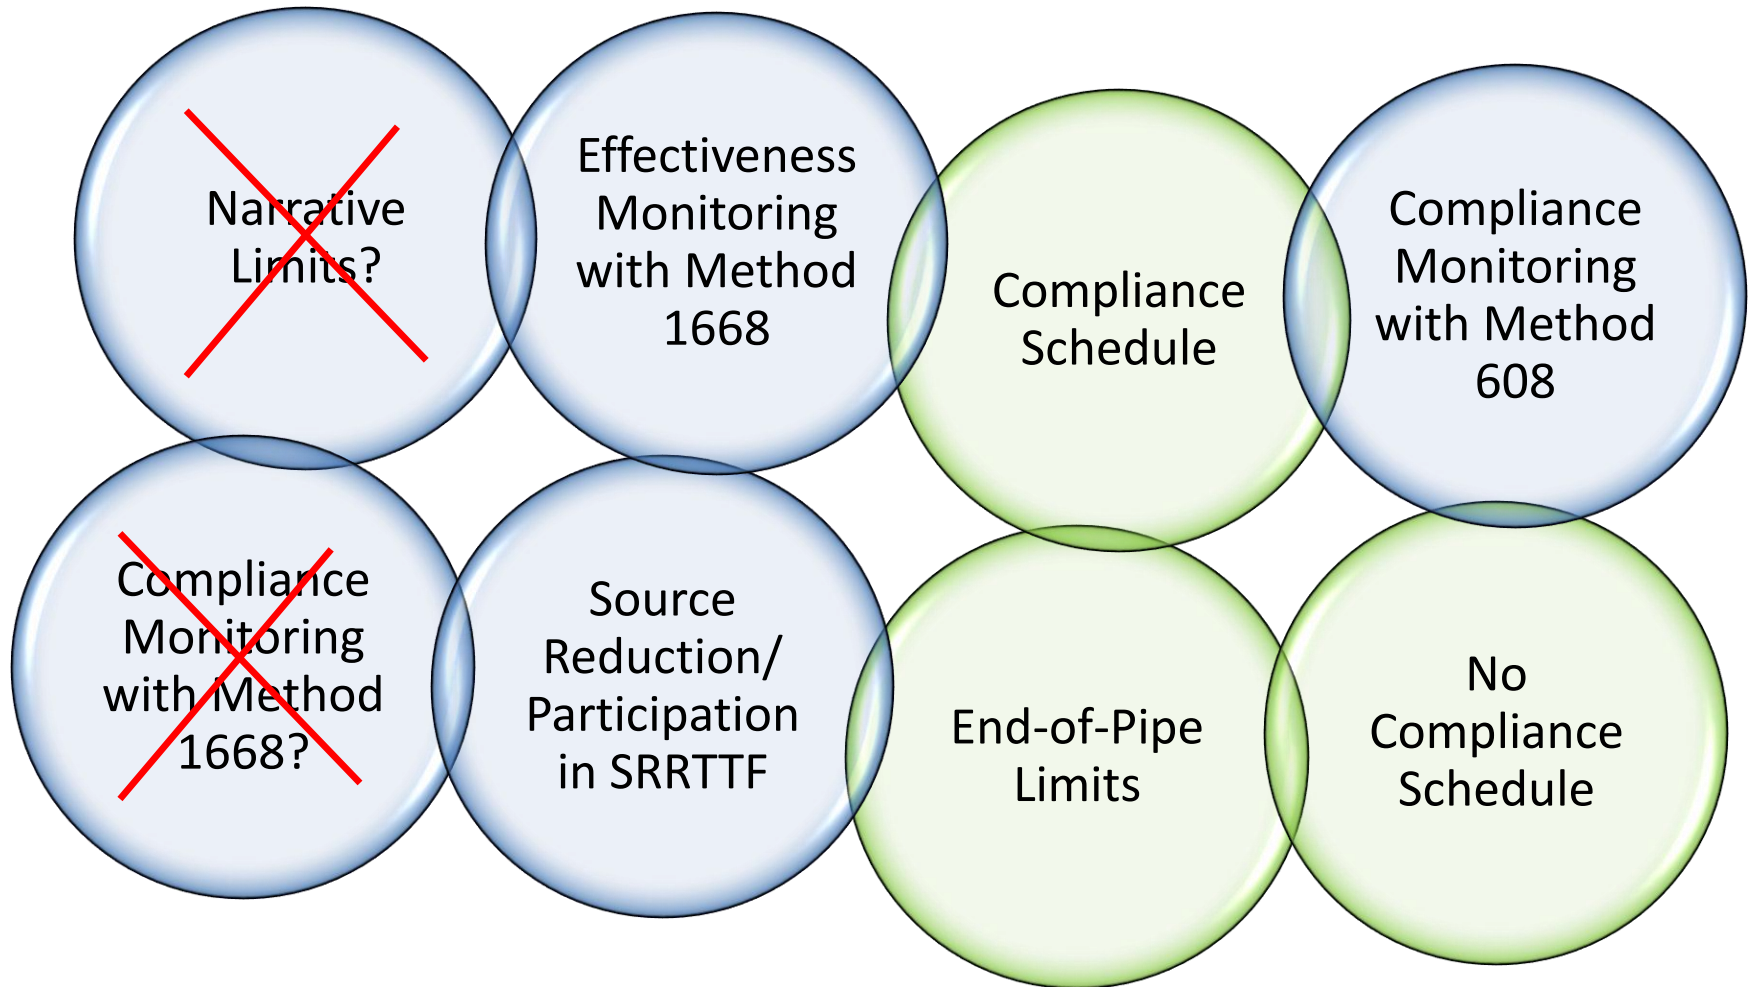 Narrative
Limits?
Effectiveness
Monitoring
with Method
1668
Compliance
Schedule
Compliance
Monitoring
with Method
608
Compliance
Monitoring
with Method
1668?
Source
Reduction/
Participation
in SRRTTF
End-of-Pipe
Limits
No
Compliance
Schedule